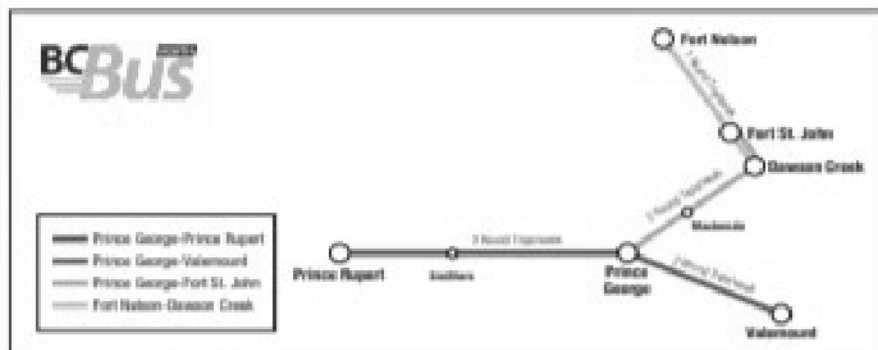 BC
Bus
NORTH
Fort Nelson
Fort St. John
Dawson Creek
Mackenzie
Prince Rupert
Smithers
Prince
George
Valemount
Prince George-Prince Rupert
Prince George-Valemount
Prince George-Fort St. John
Fort Nelson-Dawson Creek